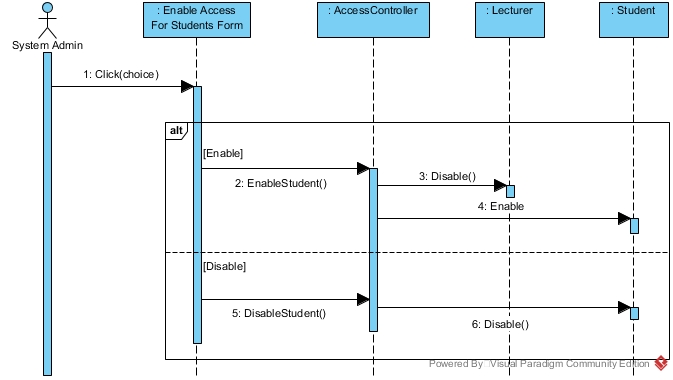 : Enable Access
For Students Form
: AccessController
: Lecturer
: Student
System Admin
1: Click(choice)
alt
[Enable]
2: EnableStudent()
3: Disable()
4: Enable
[Disable]
5: DisableStudent()
6: Disable()
Powered By Visual Paradigm Community Edition